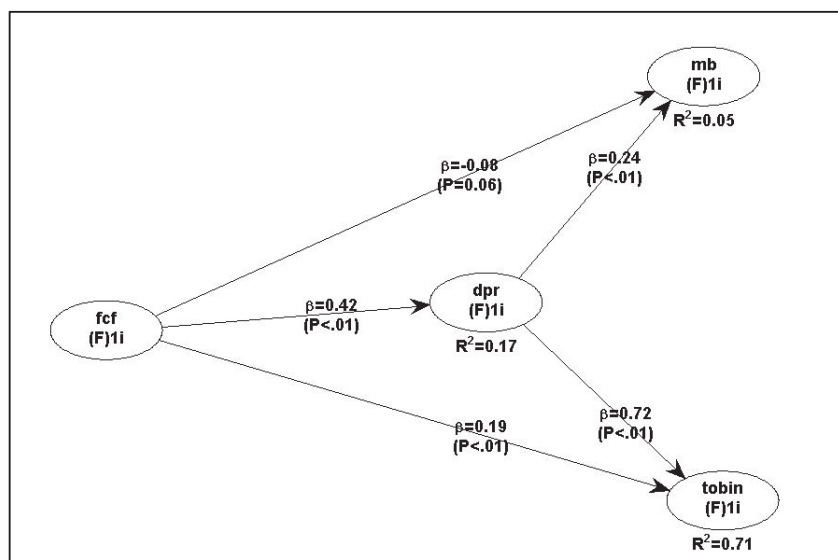 mb
(F)1i
R²=0.05
β=-0.08
(P=0.06)
β=0.24
(P<.01)
fcf
(F)1i
β=0.42
(P<.01)
dpr
(F)1i
R²=0.17
β=0.19
(P<.01)
β=0.72
(P<.01)
tobin
(F)1i
R²=0.71